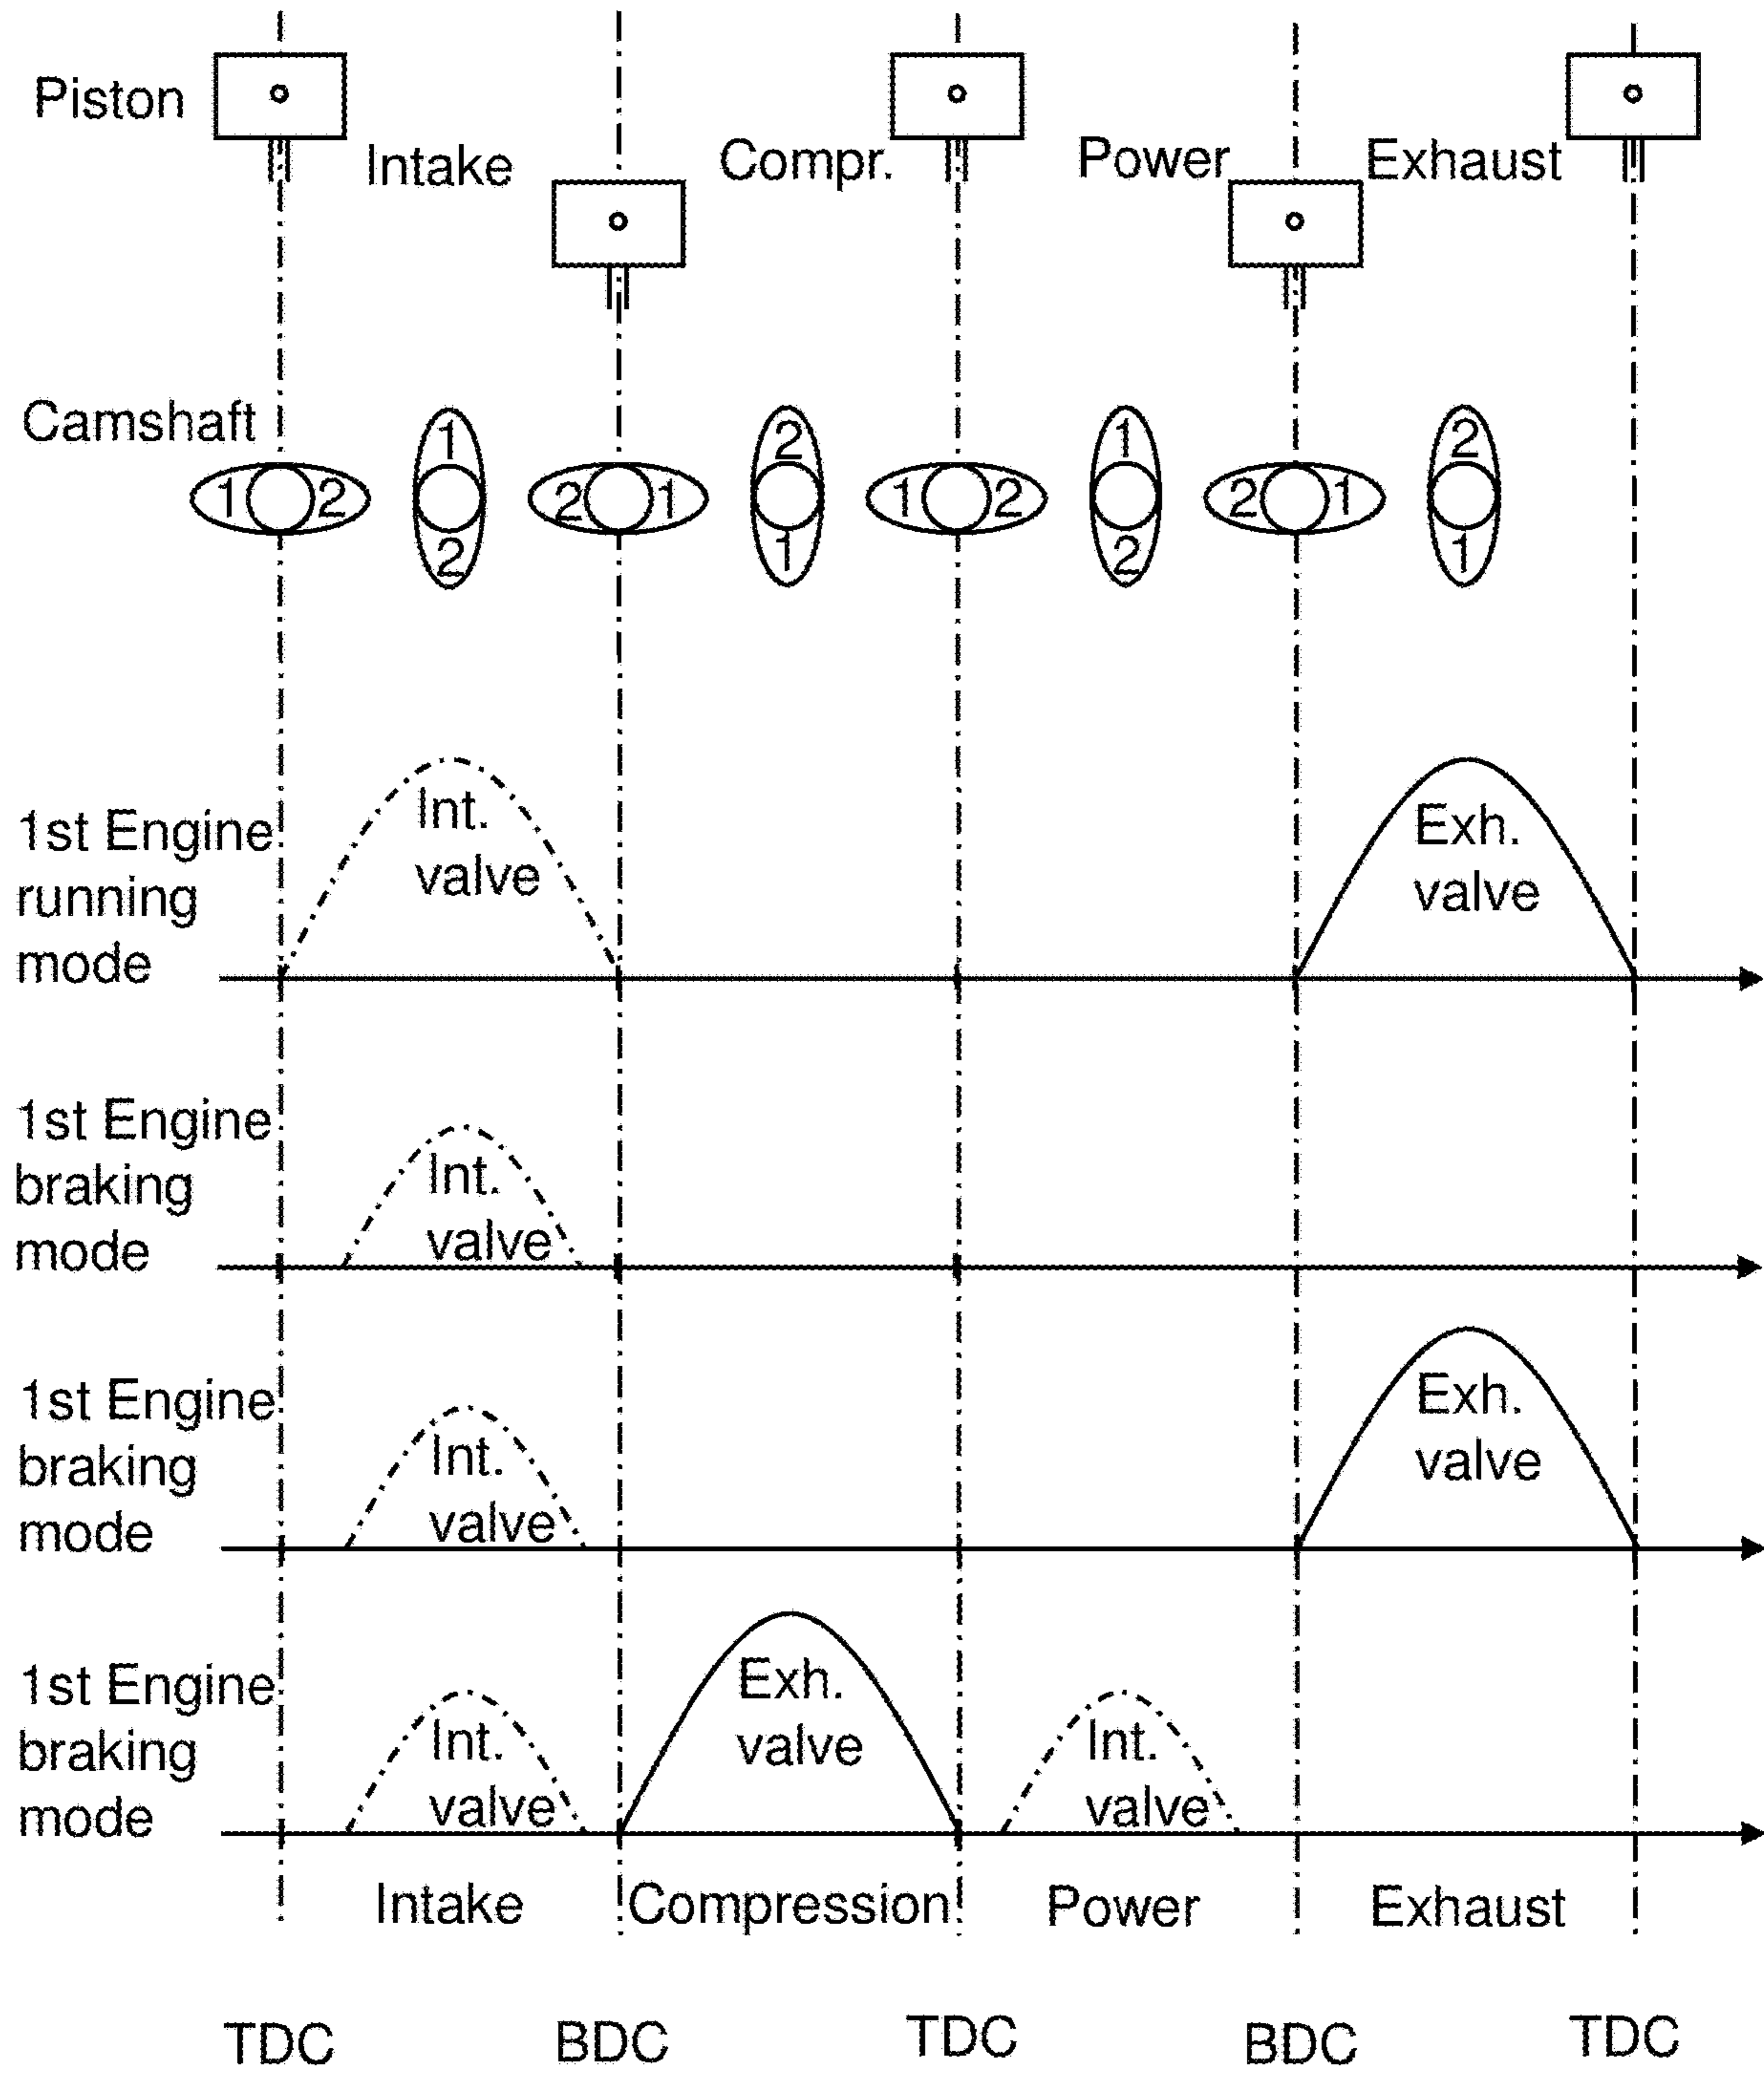 Piston
Intake
Compr.
Power
Exhaust
Camshaft
1 2
1
2
2 1
2
1
1 2
1
2
2 1
2
1
1st Engine
running
mode
Int.
valve
Exh.
valve
1st Engine
braking
mode
Int.
valve
1st Engine
braking
mode
Int.
valve
Exh.
valve
1st Engine
braking
mode
Int.
valve
Exh.
valve
Int.
valve
Intake
Compression
Power
Exhaust
TDC
BDC
TDC
BDC
TDC